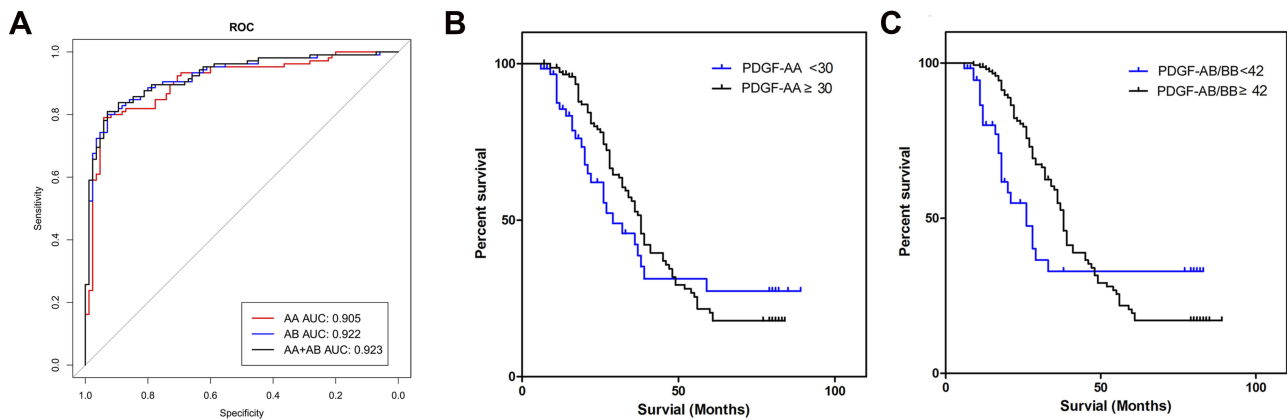 A
ROC
Sensitivity
1.0
0.8
0.6
0.4
0.2
0.0
AA AUC: 0.905
AB AUC: 0.922
AA+AB AUC: 0.923
1.0 0.8 0.6 0.4 0.2 0.0
Specificity
B
Percent survival
100
50
0
PDGF-AA <30
PDGF-AA ≥ 30
0 50 100
Survial (Months)
C
Percent survival
100
50
0
PDGF-AB/BB<42
PDGF-AB/BB≥ 42
0 50 100
Survial (Months)